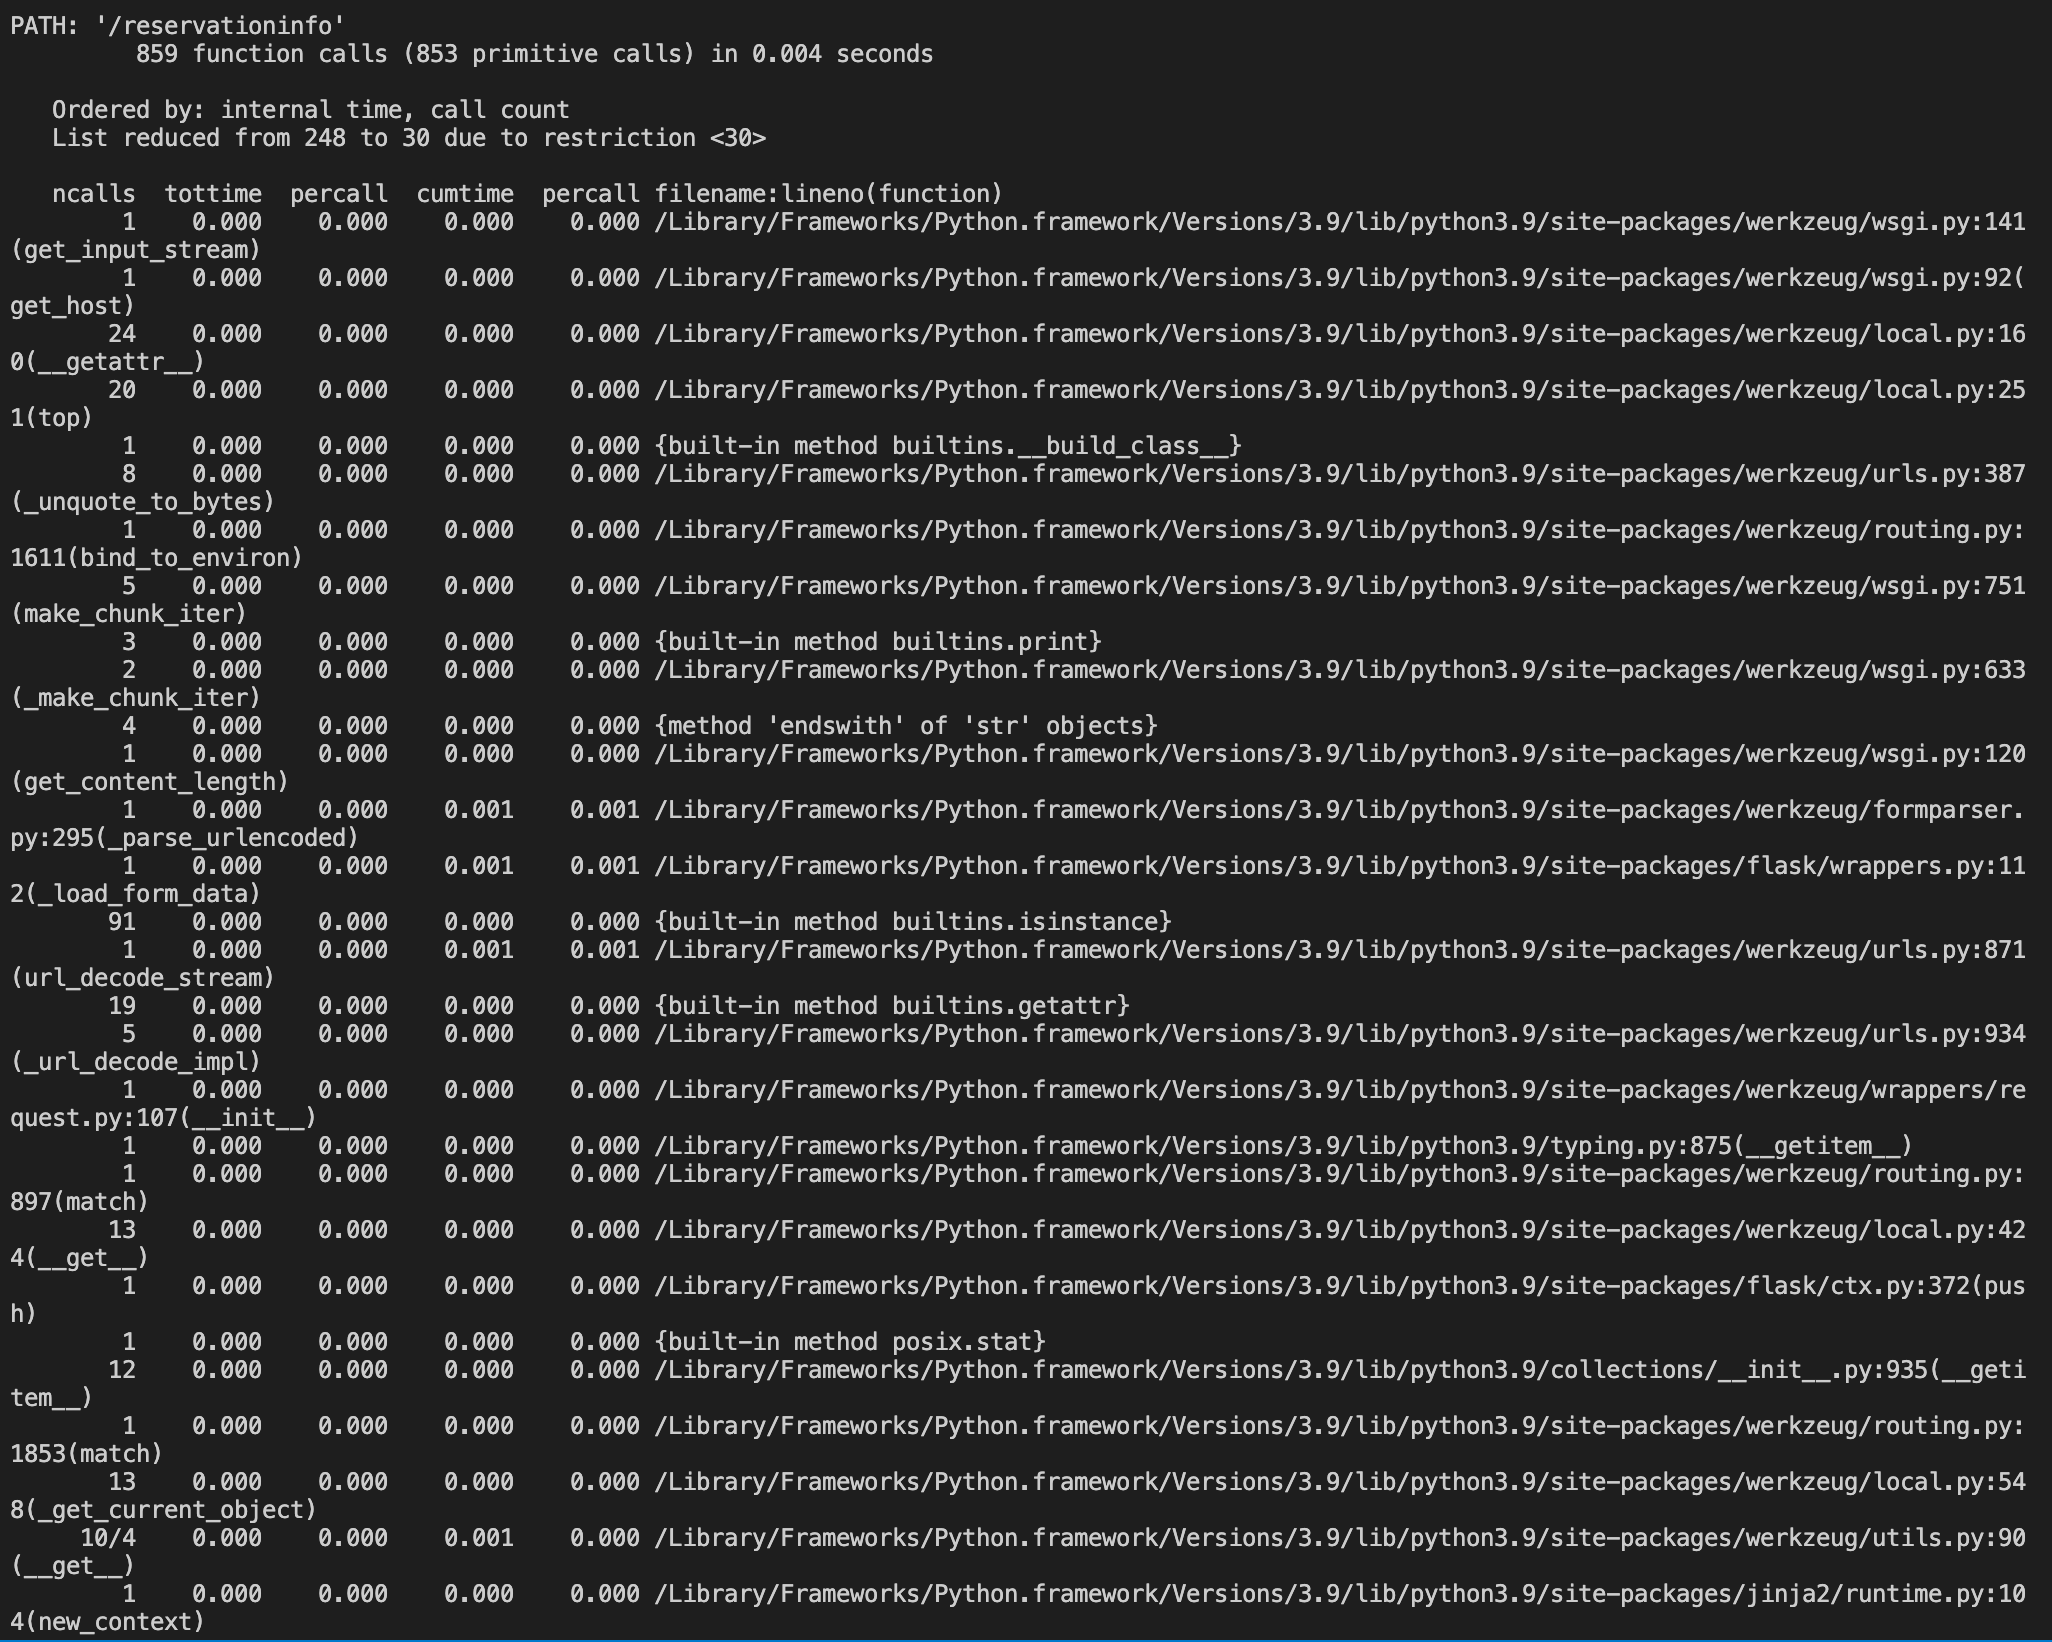 PATH: '/reservationinfo'
         859 function calls (853 primitive calls) in 0.004 seconds

   Ordered by: internal time, call count
   List reduced from 248 to 30 due to restriction <30>

   ncalls  tottime  percall  cumtime  percall filename:lineno(function)
        1    0.000    0.000    0.000    0.000 /Library/Frameworks/Python.framework/Versions/3.9/lib/python3.9/site-packages/werkzeug/wsgi.py:141
(get_input_stream)
        1    0.000    0.000    0.000    0.000 /Library/Frameworks/Python.framework/Versions/3.9/lib/python3.9/site-packages/werkzeug/wsgi.py:92(
get_host)
       24    0.000    0.000    0.000    0.000 /Library/Frameworks/Python.framework/Versions/3.9/lib/python3.9/site-packages/werkzeug/local.py:16
0(__getattr__)
       20    0.000    0.000    0.000    0.000 /Library/Frameworks/Python.framework/Versions/3.9/lib/python3.9/site-packages/werkzeug/local.py:25
1(top)
        1    0.000    0.000    0.000    0.000 {built-in method builtins.__build_class__}
        8    0.000    0.000    0.000    0.000 /Library/Frameworks/Python.framework/Versions/3.9/lib/python3.9/site-packages/werkzeug/urls.py:387
(_unquote_to_bytes)
        1    0.000    0.000    0.000    0.000 /Library/Frameworks/Python.framework/Versions/3.9/lib/python3.9/site-packages/werkzeug/routing.py:
1611(bind_to_environ)
        5    0.000    0.000    0.000    0.000 /Library/Frameworks/Python.framework/Versions/3.9/lib/python3.9/site-packages/werkzeug/wsgi.py:751
(make_chunk_iter)
        3    0.000    0.000    0.000    0.000 {built-in method builtins.print}
        2    0.000    0.000    0.000    0.000 /Library/Frameworks/Python.framework/Versions/3.9/lib/python3.9/site-packages/werkzeug/wsgi.py:633
(_make_chunk_iter)
        4    0.000    0.000    0.000    0.000 {method 'endswith' of 'str' objects}
        1    0.000    0.000    0.000    0.000 /Library/Frameworks/Python.framework/Versions/3.9/lib/python3.9/site-packages/werkzeug/wsgi.py:120
(get_content_length)
        1    0.000    0.000    0.001    0.001 /Library/Frameworks/Python.framework/Versions/3.9/lib/python3.9/site-packages/werkzeug/formparser.
py:295(_parse_urlencoded)
        1    0.000    0.000    0.001    0.001 /Library/Frameworks/Python.framework/Versions/3.9/lib/python3.9/site-packages/flask/wrappers.py:11
2(_load_form_data)
       91    0.000    0.000    0.000    0.000 {built-in method builtins.isinstance}
        1    0.000    0.000    0.001    0.001 /Library/Frameworks/Python.framework/Versions/3.9/lib/python3.9/site-packages/werkzeug/urls.py:871
(url_decode_stream)
       19    0.000    0.000    0.000    0.000 {built-in method builtins.getattr}
        5    0.000    0.000    0.000    0.000 /Library/Frameworks/Python.framework/Versions/3.9/lib/python3.9/site-packages/werkzeug/urls.py:934
(_url_decode_impl)
        1    0.000    0.000    0.000    0.000 /Library/Frameworks/Python.framework/Versions/3.9/lib/python3.9/site-packages/werkzeug/wrappers/re
quest.py:107(__init__)
        1    0.000    0.000    0.000    0.000 /Library/Frameworks/Python.framework/Versions/3.9/lib/python3.9/typing.py:875(__getitem__)
        1    0.000    0.000    0.000    0.000 /Library/Frameworks/Python.framework/Versions/3.9/lib/python3.9/site-packages/werkzeug/routing.py:
897(match)
       13    0.000    0.000    0.000    0.000 /Library/Frameworks/Python.framework/Versions/3.9/lib/python3.9/site-packages/werkzeug/local.py:42
4(__get__)
        1    0.000    0.000    0.000    0.000 /Library/Frameworks/Python.framework/Versions/3.9/lib/python3.9/site-packages/flask/ctx.py:372(pus
h)
        1    0.000    0.000    0.000    0.000 {built-in method posix.stat}
       12    0.000    0.000    0.000    0.000 /Library/Frameworks/Python.framework/Versions/3.9/lib/python3.9/collections/__init__.py:935(__geti
tem__)
        1    0.000    0.000    0.000    0.000 /Library/Frameworks/Python.framework/Versions/3.9/lib/python3.9/site-packages/werkzeug/routing.py:
1853(match)
       13    0.000    0.000    0.000    0.000 /Library/Frameworks/Python.framework/Versions/3.9/lib/python3.9/site-packages/werkzeug/local.py:54
8(_get_current_object)
     10/4    0.000    0.000    0.001    0.000 /Library/Frameworks/Python.framework/Versions/3.9/lib/python3.9/site-packages/werkzeug/utils.py:90
(__get__)
        1    0.000    0.000    0.000    0.000 /Library/Frameworks/Python.framework/Versions/3.9/lib/python3.9/site-packages/jinja2/runtime.py:10
4(new_context)